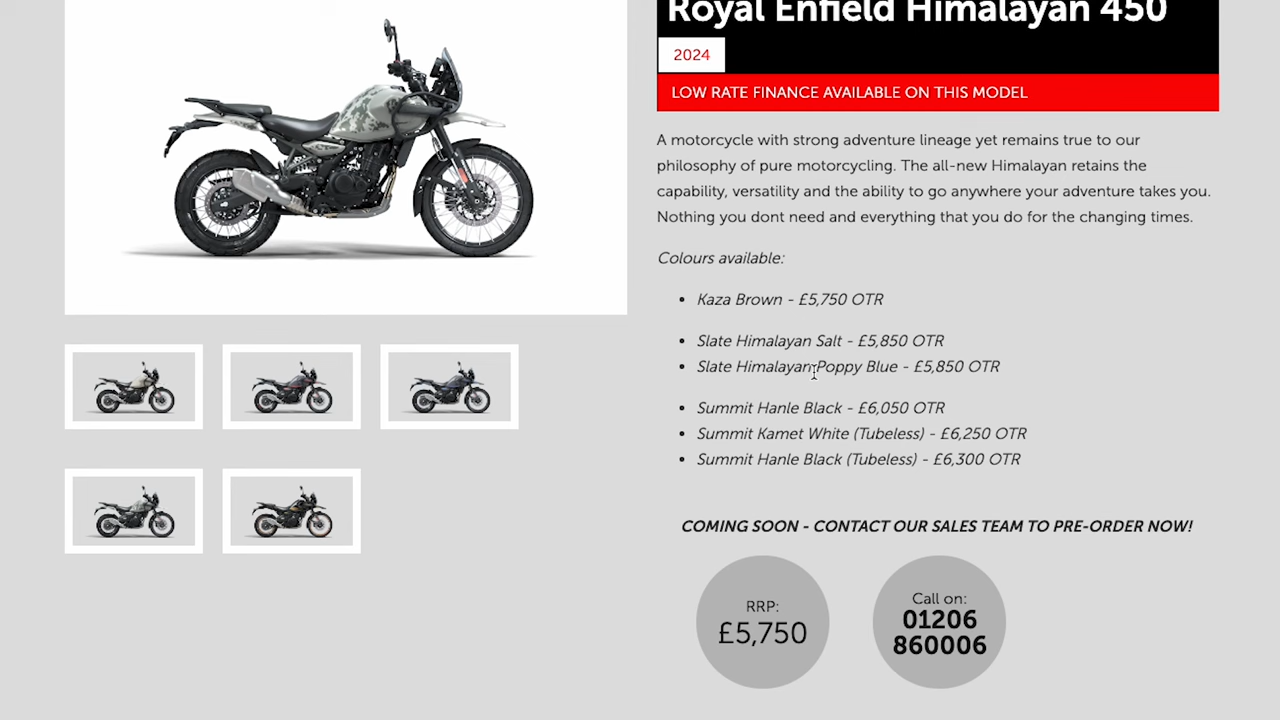 Royal Enfield Himalayan 450
2024
LOW RATE FINANCE AVAILABLE ON THIS MODEL
A motorcycle with strong adventure lineage yet remains true to our
philosophy of pure motorcycling. The all-new Himalayan retains the
capability, versatility and the ability to go anywhere your adventure takes you.
Nothing you dont need and everything that you do for the changing times.
Colours available:
• Kaza Brown - £5,750 OTR
• Slate Himalayan Salt - £5,850 OTR
• Slate Himalayan Poppy Blue - £5,850 OTR
• Summit Hanle Black - £6,050 OTR
• Summit Kamet White (Tubeless) - £6,250 OTR
• Summit Hanle Black (Tubeless) - £6,300 OTR
COMING SOON - CONTACT OUR SALES TEAM TO PRE-ORDER NOW!
RRP:
£5,750
Call on:
01206
860006